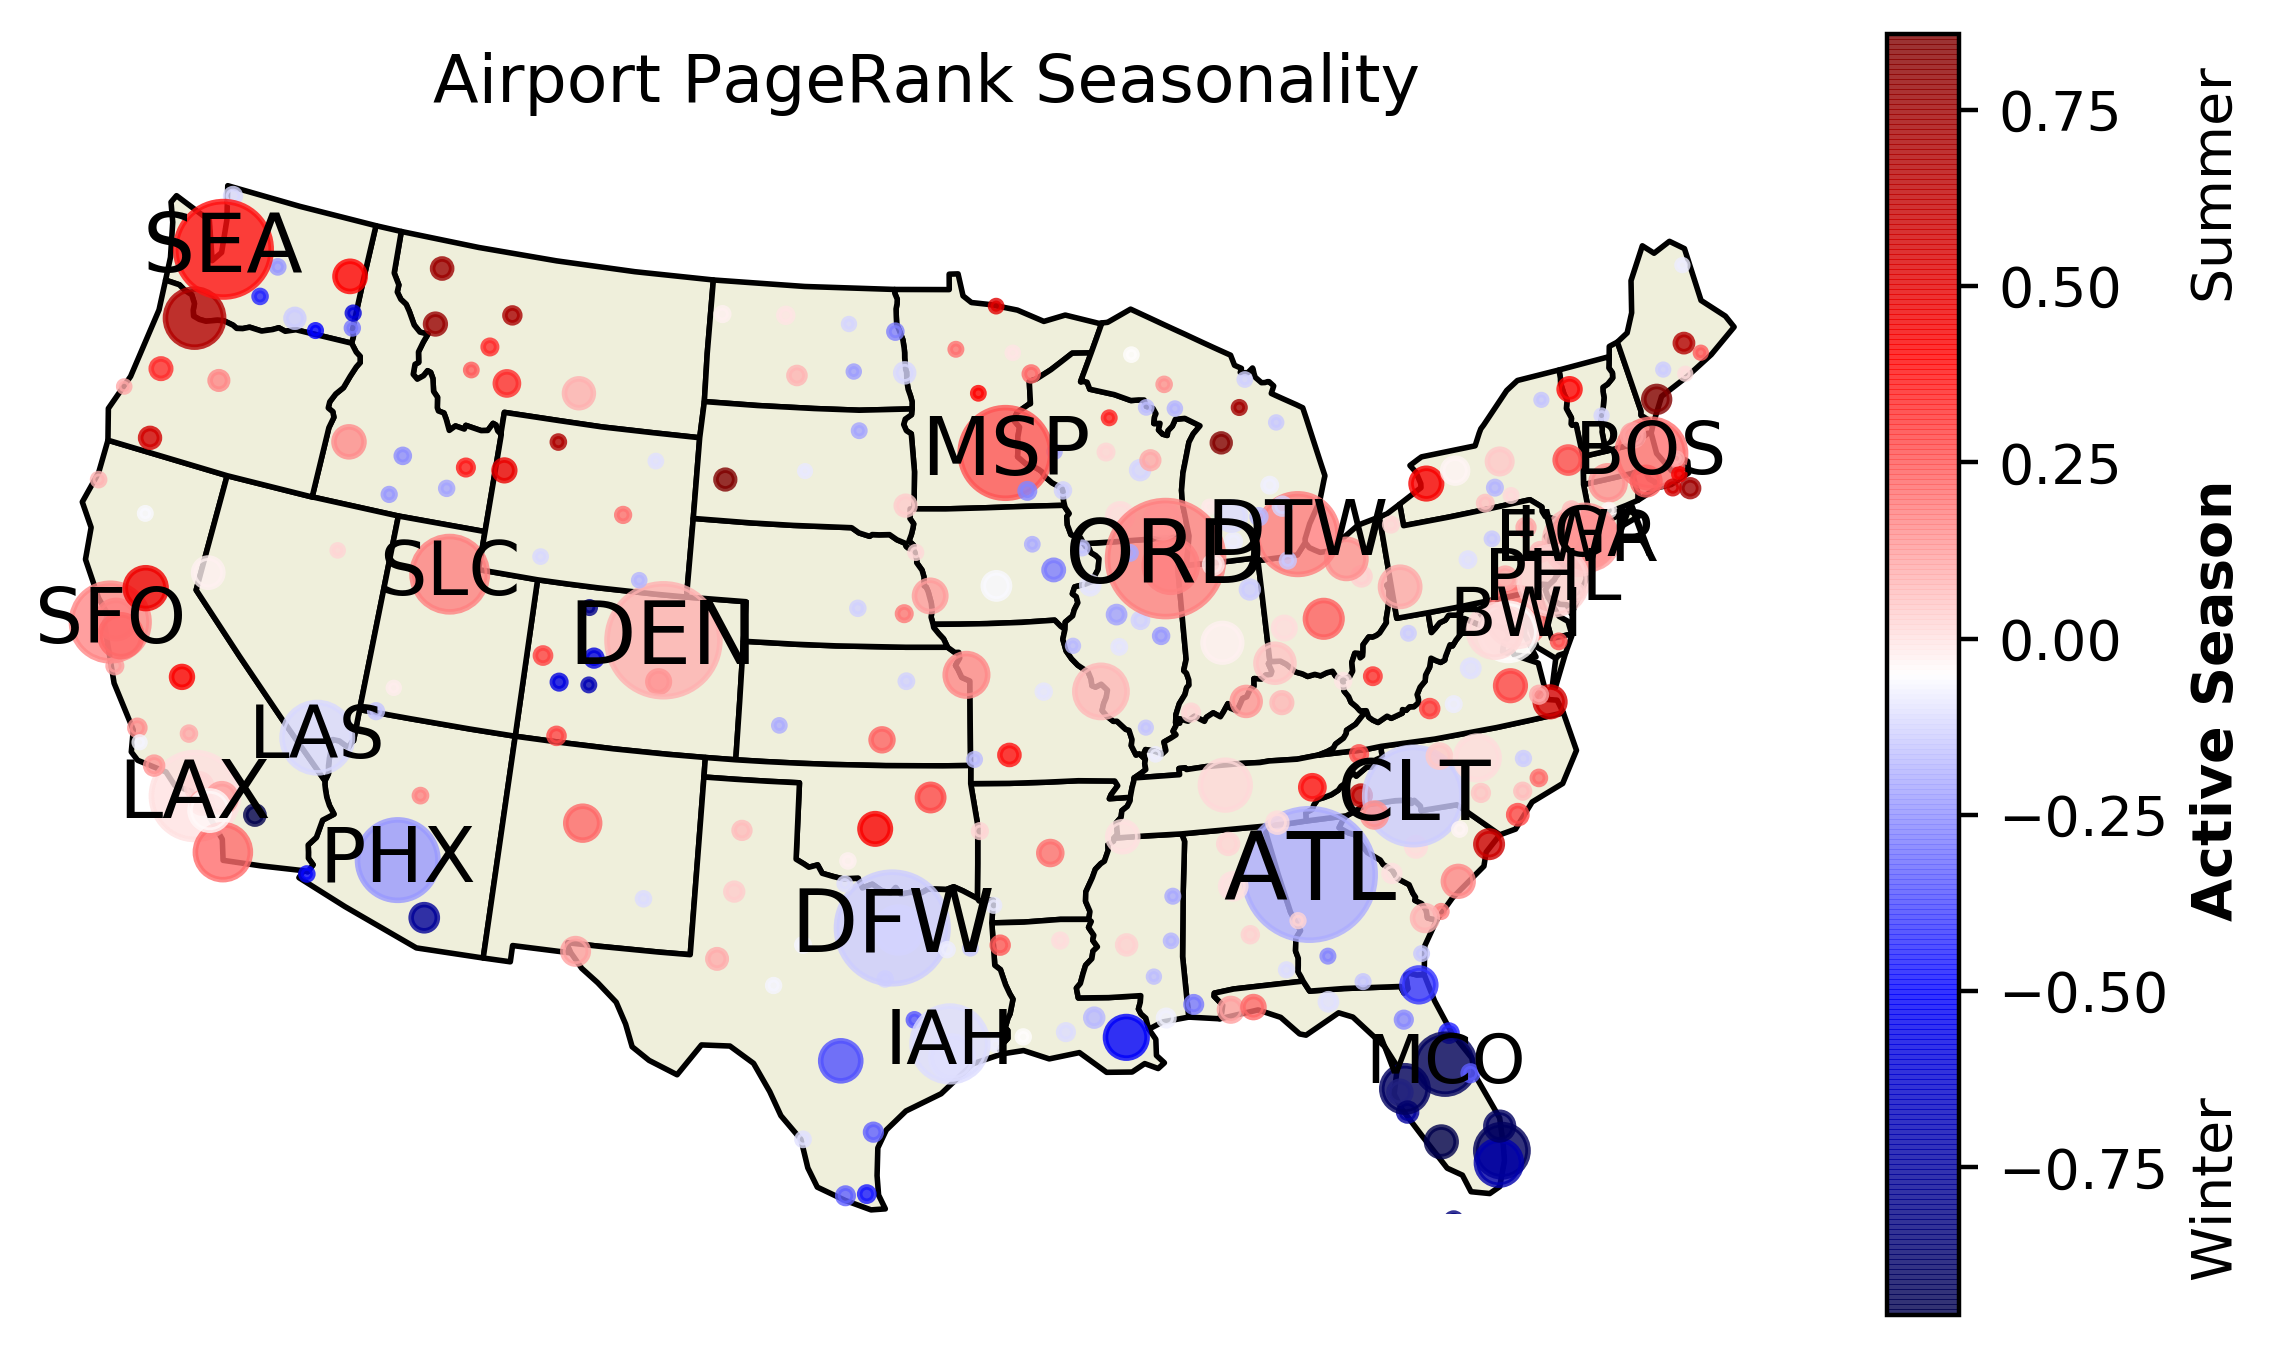 Airport PageRank Seasonality
SEA
MSP
BOS
ORD
DTW
EWR
PHL
BWI
SLC
SFO
DEN
LAS
LAX
PHX
CLT
ATL
DFW
IAH
MCO
0.75
0.50
0.25
0.00
−0.25
−0.50
−0.75
Summer
Active Season
Winter